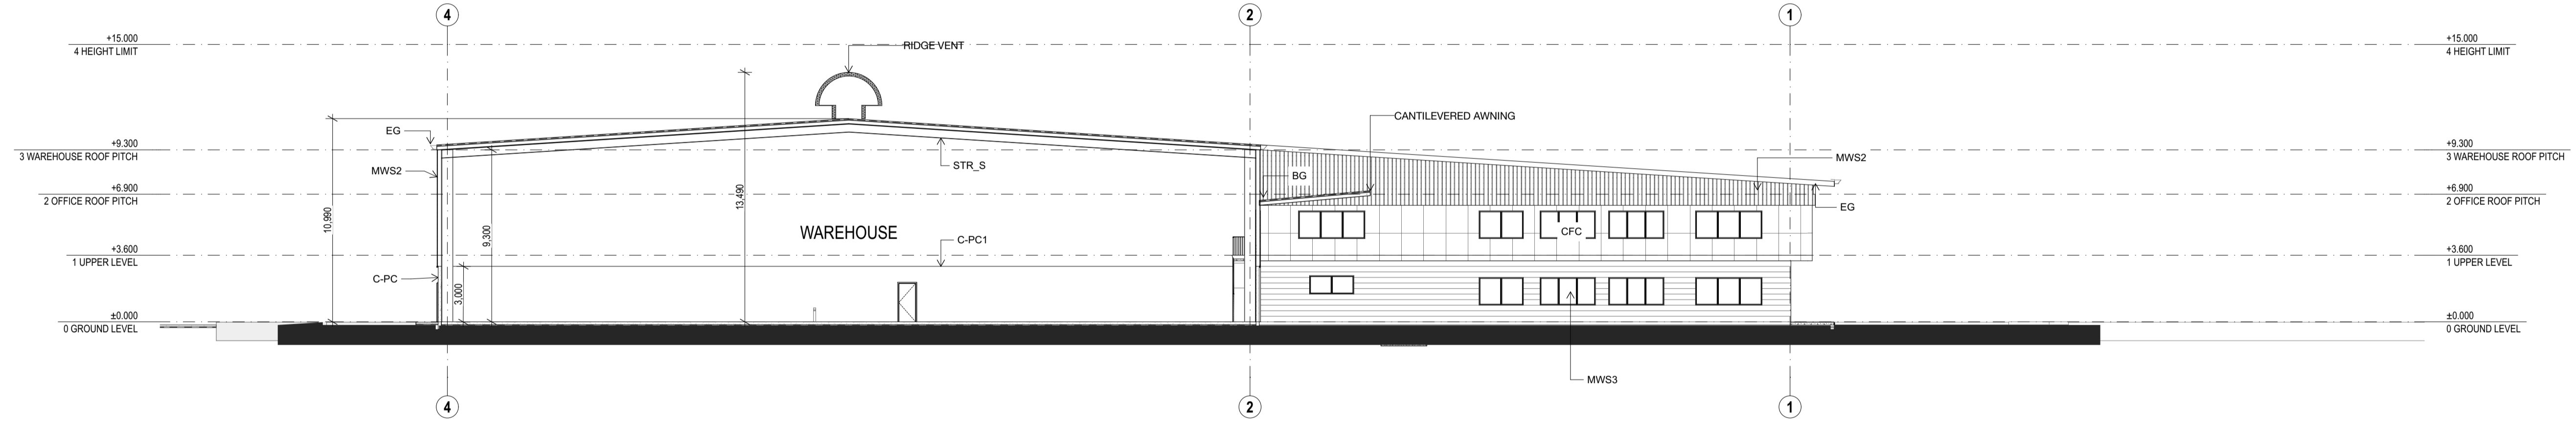 4
2
1
+15.000
4 HEIGHT LIMIT
RIDGE VENT
+15.000
4 HEIGHT LIMIT
CANTILEVERED AWNING
EG
+9.300
3 WAREHOUSE ROOF PITCH
STR_S
MWS2
+9.300
3 WAREHOUSE ROOF PITCH
MWS2
BG
+6.900
2 OFFICE ROOF PITCH
10,990
13,490
9,300
EG
+6.900
2 OFFICE ROOF PITCH
WAREHOUSE
C-PC1
CFC
+3.600
1 UPPER LEVEL
+3.600
1 UPPER LEVEL
C-PC
3,000
±0.000
0 GROUND LEVEL
±0.000
0 GROUND LEVEL
MWS3
4
2
1